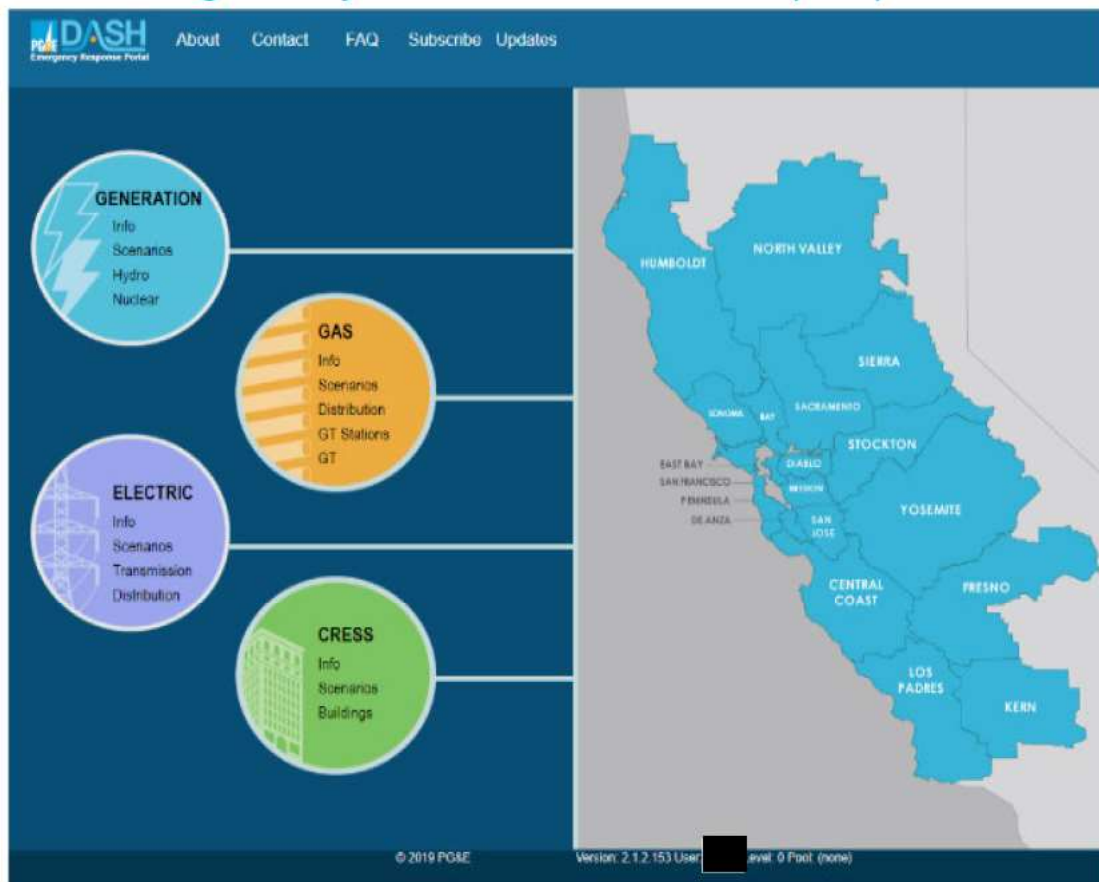 PG&E DASH
Emergency Response Portal
About Contact FAQ Subscribe Updates
GENERATION
Info
Scenarios
Hydro
Nuclear
GAS
Info
Scenarios
Distribution
GT Stations
GT
ELECTRIC
Info
Scenarios
Transmission
Distribution
CRESS
Info
Scenarios
Buildings
HUMBOLDT
NORTH VALLEY
SIERRA
SONOMA
BAY
SACRAMENTO
STOCKTON
EAST BAY
DIABLO
SAN FRANCISCO
MISSION
PENINSULA
YOSEMITE
DE ANZA
SAN
JOSE
CENTRAL
COAST
FRESNO
LOS
PADRES
KERN
© 2019 PG&E
Version: 2.1.2.153 User: Level: 0 Pool: (none)